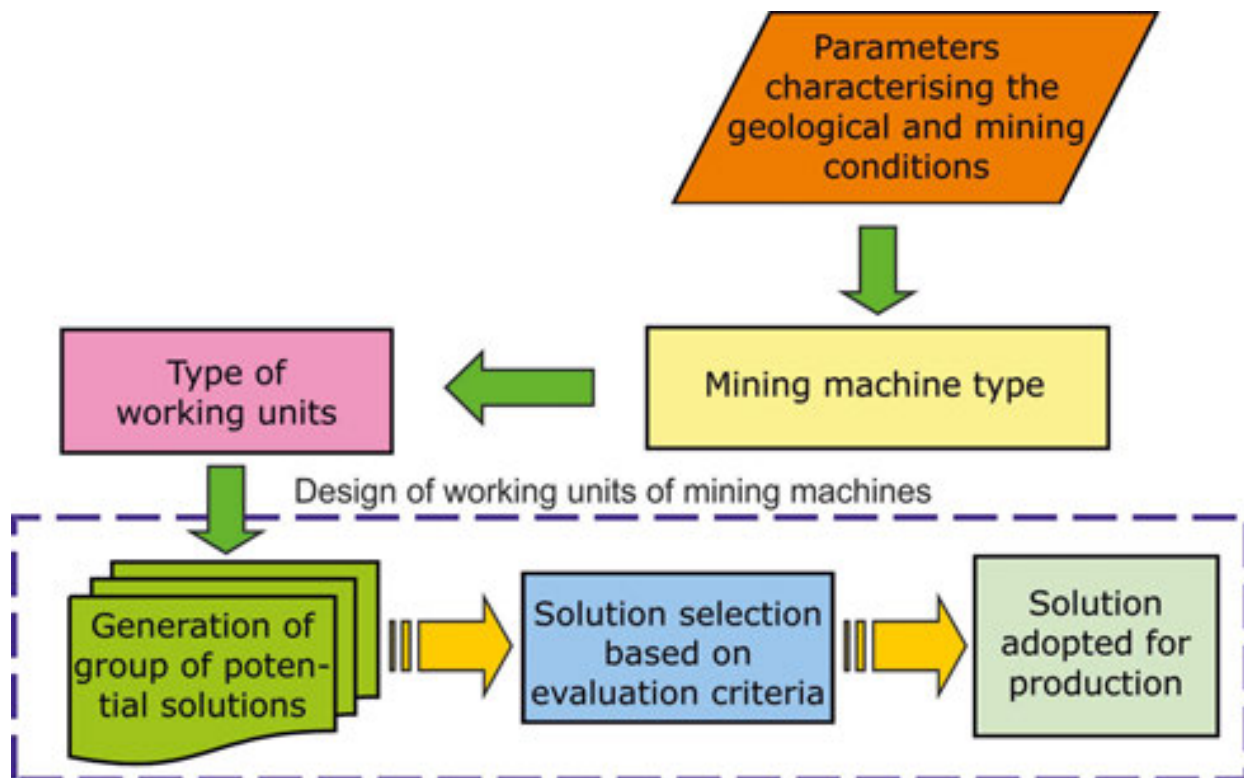 Parameters
characterising the
geological and mining
conditions
Mining machine type
Type of
working units
Design of working units of mining machines
Generation of
group of poten-
tial solutions
Solution selection
based on
evaluation criteria
Solution
adopted for
production